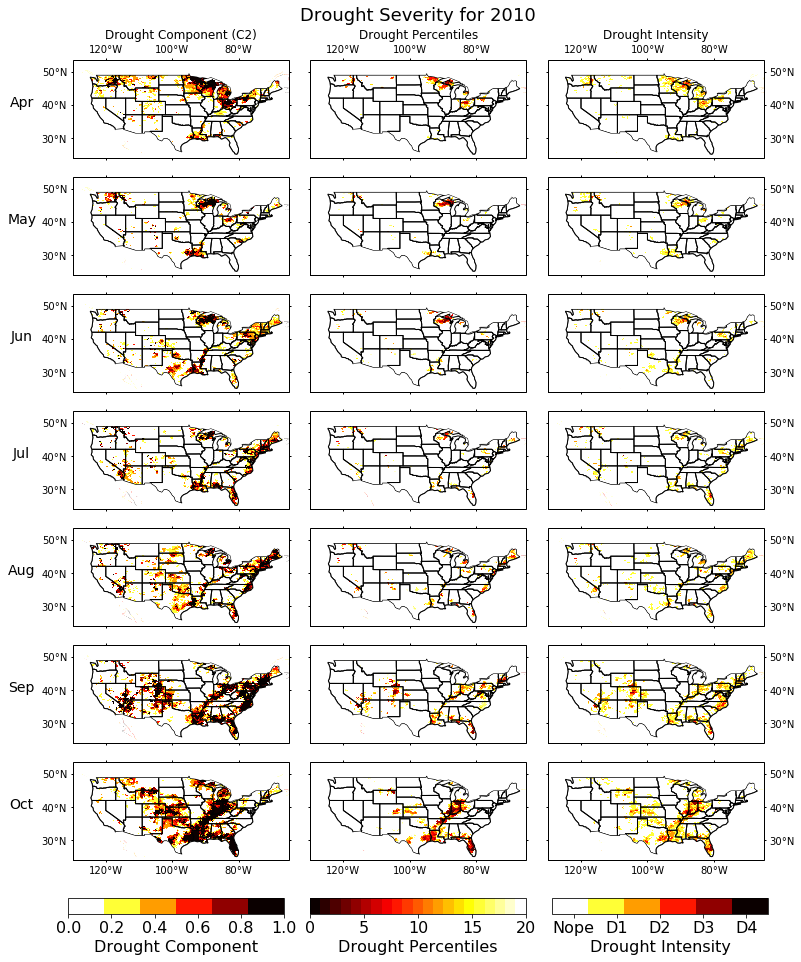 Drought Severity for 2010
Drought Component (C2) Drought Percentiles Drought Intensity
120°W 100°W 80°W 120°W 100°W 80°W 120°W 100°W 80°W
50°N 50°N
Apr 40°N 40°N
30°N 30°N
50°N 50°N
May 40°N 40°N
30°N 30°N
50°N 50°N
Jun 40°N 40°N
30°N 30°N
50°N 50°N
Jul 40°N 40°N
30°N 30°N
50°N 50°N
Aug 40°N 40°N
30°N 30°N
50°N 50°N
Sep 40°N 40°N
30°N 30°N
50°N 50°N
Oct 40°N 40°N
30°N 30°N
120°W 100°W 80°W 120°W 100°W 80°W 120°W 100°W 80°W
0.0 0.2 0.4 0.6 0.8 1.0 0 5 10 15 20 Nope D1 D2 D3 D4
Drought Component Drought Percentiles Drought Intensity